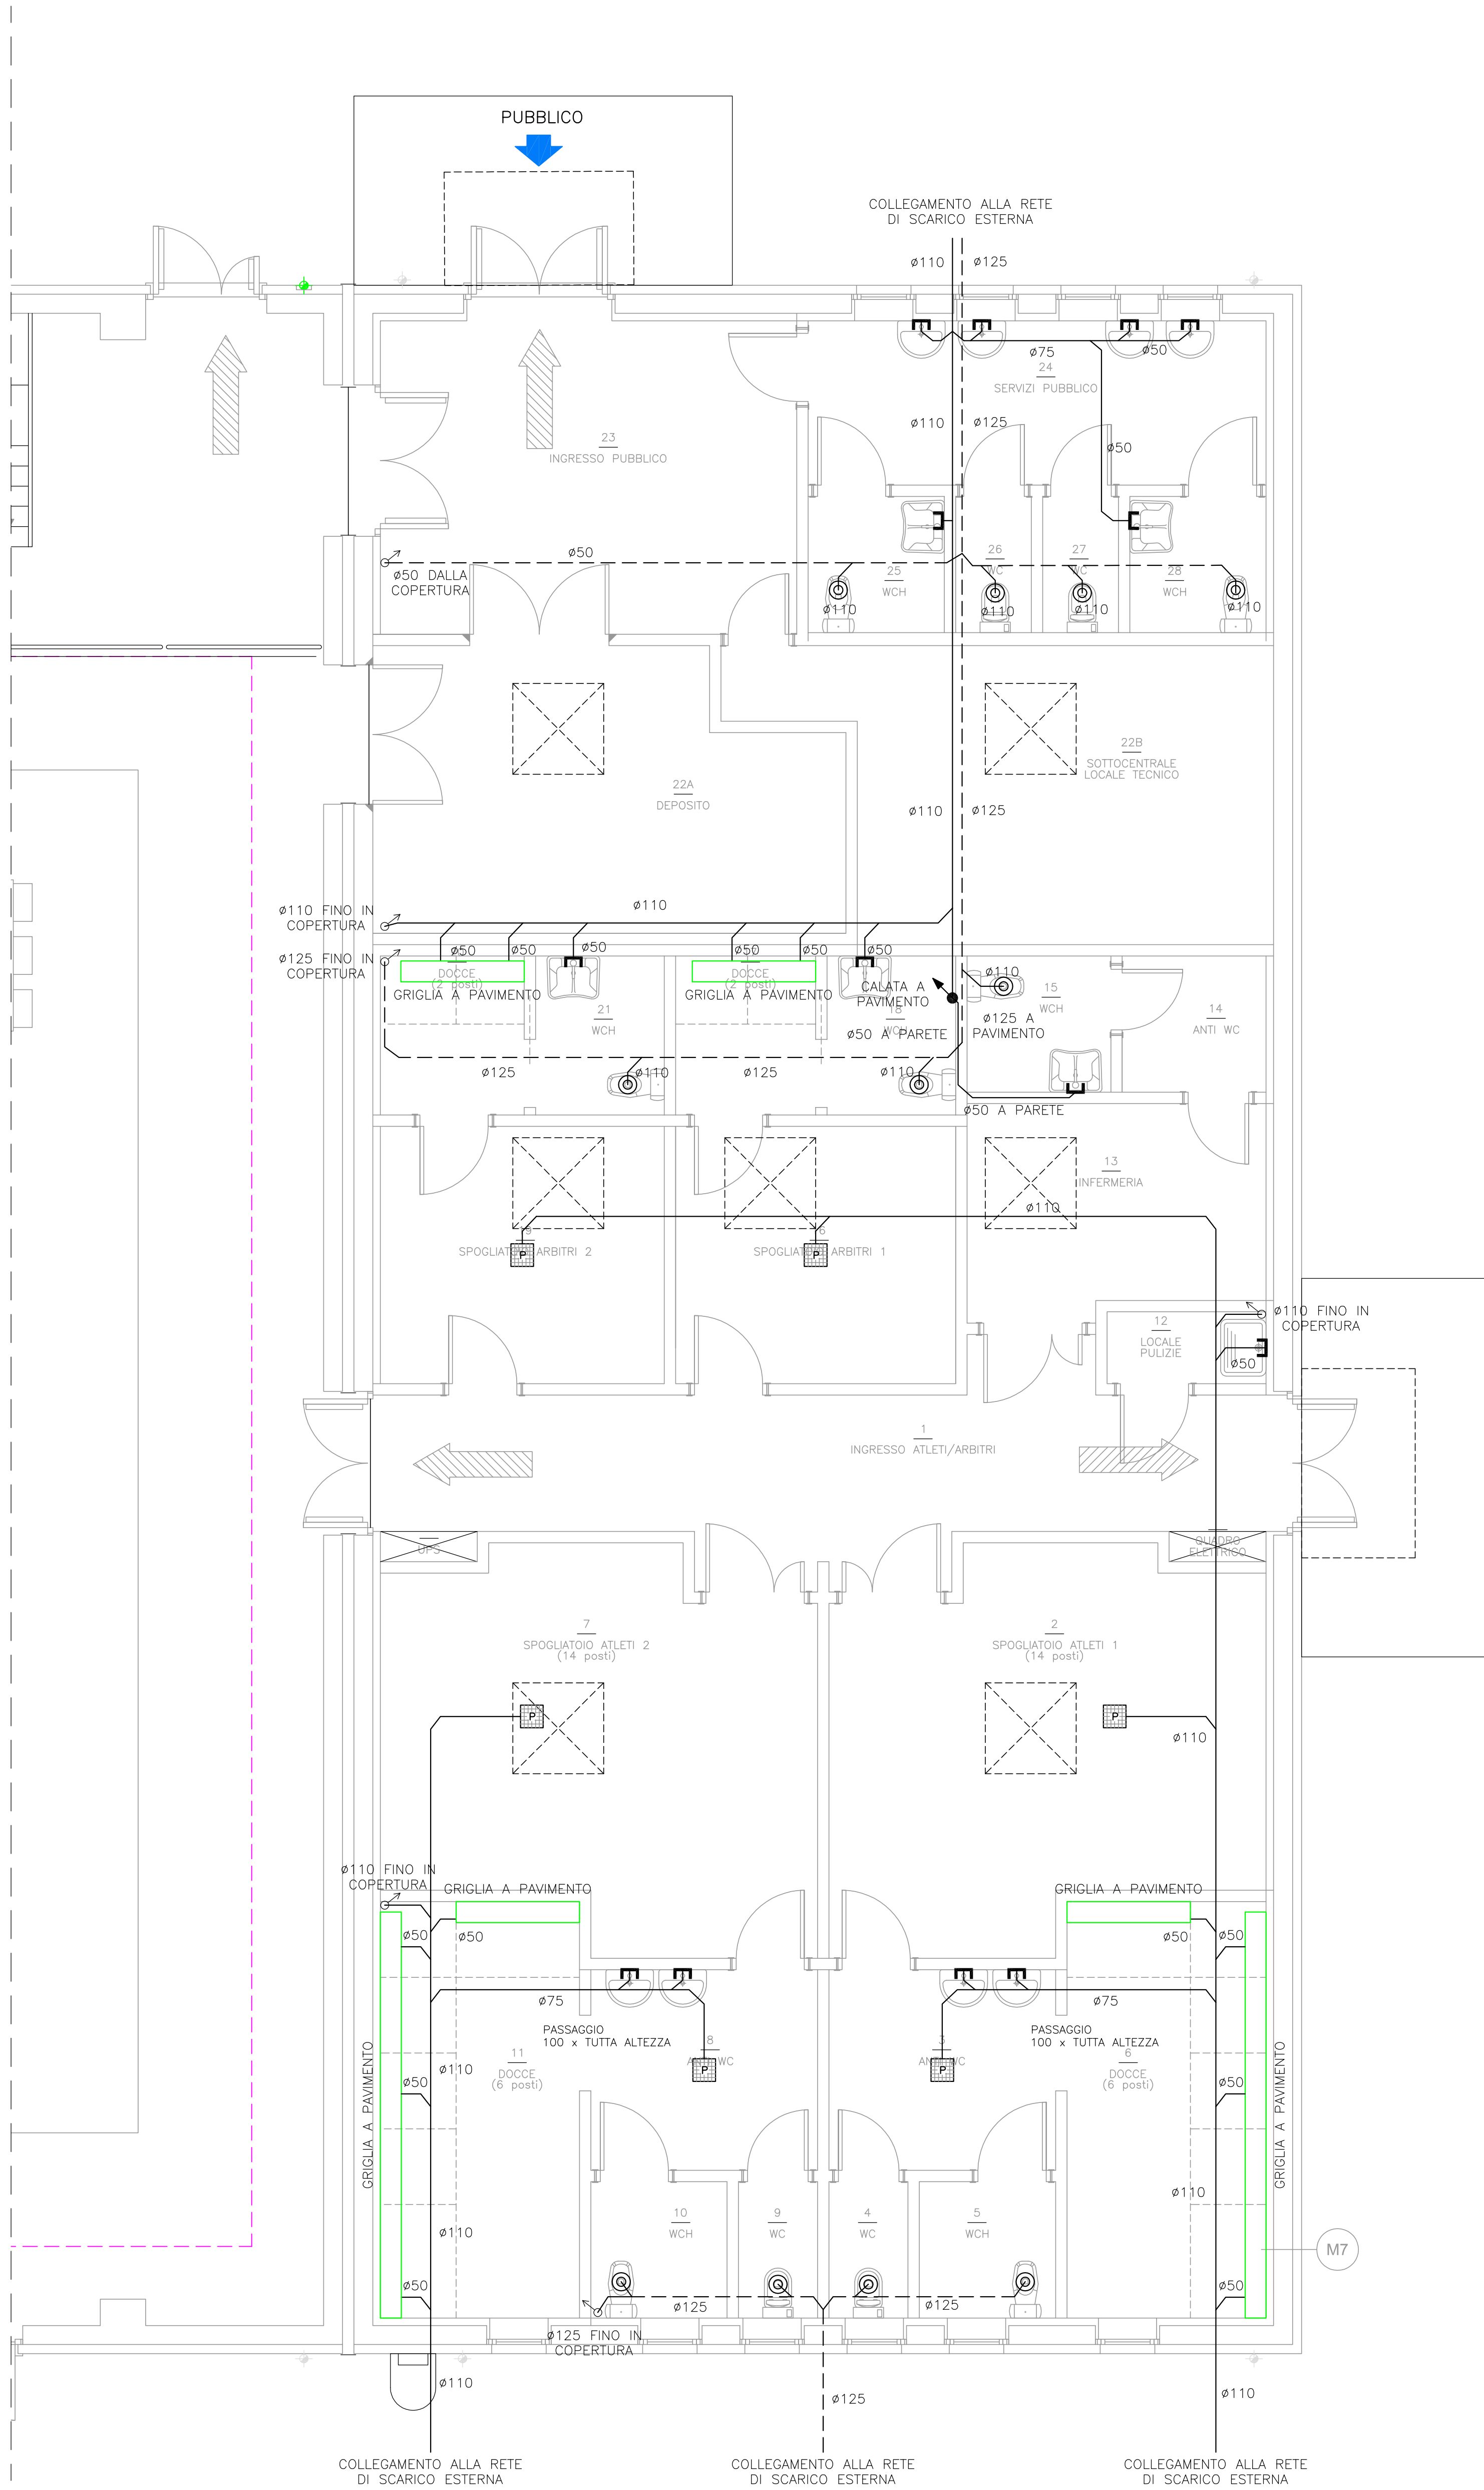 PUBBLICO
COLLEGAMENTO ALLA RETE
DI SCARICO ESTERNA
ø110
ø125
ø75
ø50
24
SERVIZI PUBBLICO
ø110
ø125
23
INGRESSO PUBBLICO
ø50
ø50
ø50 DALLA
COPERTURA
25
WCH
26
WC
27
WC
28
WCH
ø110
ø110
ø110
ø110
22B
SOTTOCENTRALE
LOCALE TECNICO
22A
DEPOSITO
ø110
ø125
ø110 FINO IN
COPERTURA
ø110
ø125 FINO IN
COPERTURA
ø50
ø50
ø50
ø50
ø50
ø50
DOCCE
(2 posti)
GRIGLIA A PAVIMENTO
DOCCE
(2 posti)
GRIGLIA A PAVIMENTO
21
WCH
18
WCH
CALATA A
PAVIMENTO
ø110
15
WCH
14
ANTI WC
ø50 A PARETE
ø125 A
PAVIMENTO
ø125
ø110
ø125
ø110
ø50 A PARETE
13
INFERMERIA
ø110
SPOGLIATOIO ARBITRI 2
P
SPOGLIATOIO ARBITRI 1
P
12
LOCALE
PULIZIE
ø110 FINO IN
COPERTURA
ø50
1
INGRESSO ATLETI/ARBITRI
UPS
QUADRO
ELETTRICO
7
SPOGLIATOIO ATLETI 2
(14 posti)
2
SPOGLIATOIO ATLETI 1
(14 posti)
P
P
ø110
ø110 FINO IN
COPERTURA
GRIGLIA A PAVIMENTO
GRIGLIA A PAVIMENTO
ø50
ø50
ø50
ø50
ø75
ø75
PASSAGGIO
100 x TUTTA ALTEZZA
PASSAGGIO
100 x TUTTA ALTEZZA
GRIGLIA A PAVIMENTO
ø110
11
DOCCE
(6 posti)
8
ANTI WC
P
3
ANTI WC
P
6
DOCCE
(6 posti)
GRIGLIA A PAVIMENTO
ø50
ø50
ø110
ø110
10
WCH
9
WC
4
WC
5
WCH
M7
ø50
ø50
ø125
ø125
ø125 FINO IN
COPERTURA
ø110
ø125
ø110
COLLEGAMENTO ALLA RETE
DI SCARICO ESTERNA
COLLEGAMENTO ALLA RETE
DI SCARICO ESTERNA
COLLEGAMENTO ALLA RETE
DI SCARICO ESTERNA